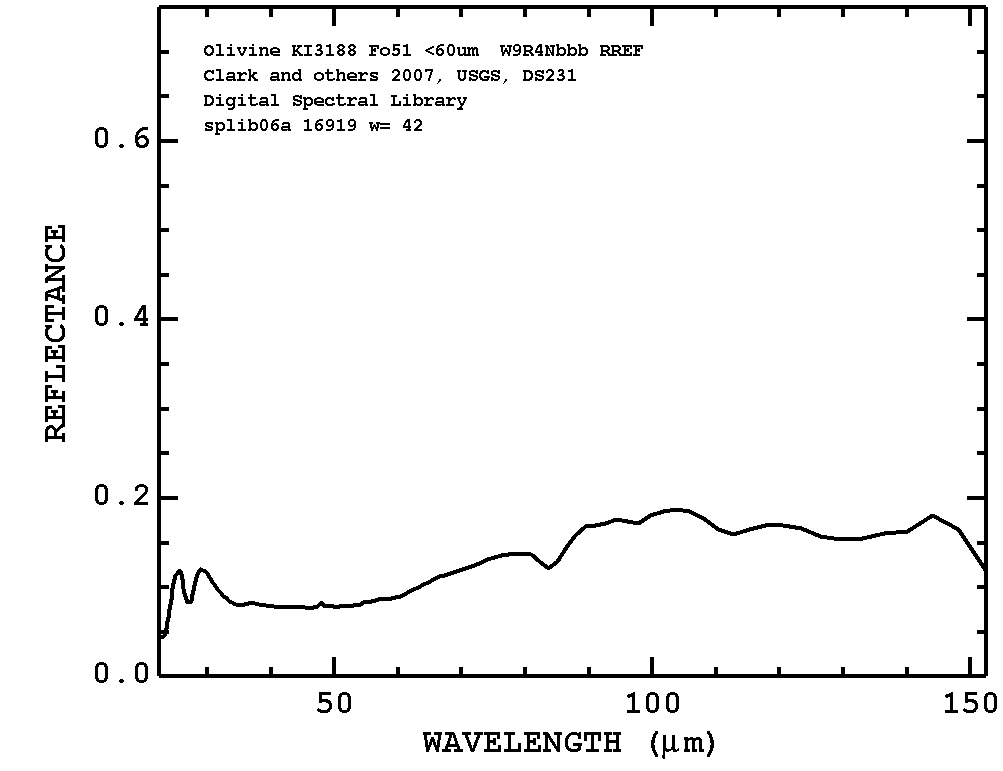 Olivine KI3188 Fo51 <60um W9R4Nbbb RREF
Clark and others 2007, USGS, DS231
Digital Spectral Library
splib06a 16919 w= 42
REFLECTANCE
0.6
0.4
0.2
0.0
50 100 150
WAVELENGTH (μm)